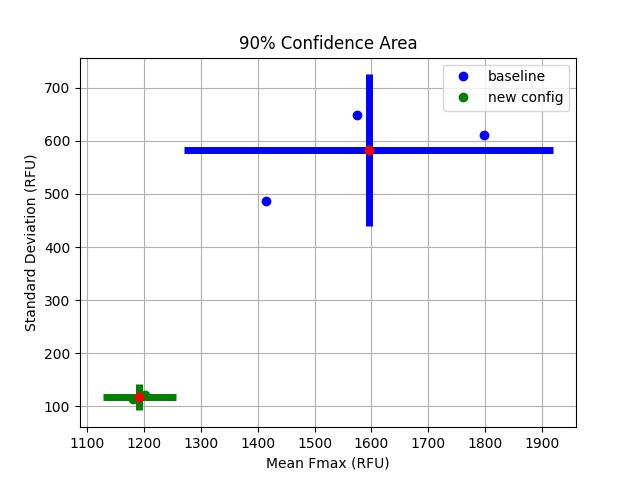 90% Confidence Area
baseline
new config
Standard Deviation (RFU)
700
600
500
400
300
200
100
1100 1200 1300 1400 1500 1600 1700 1800 1900
Mean Fmax (RFU)